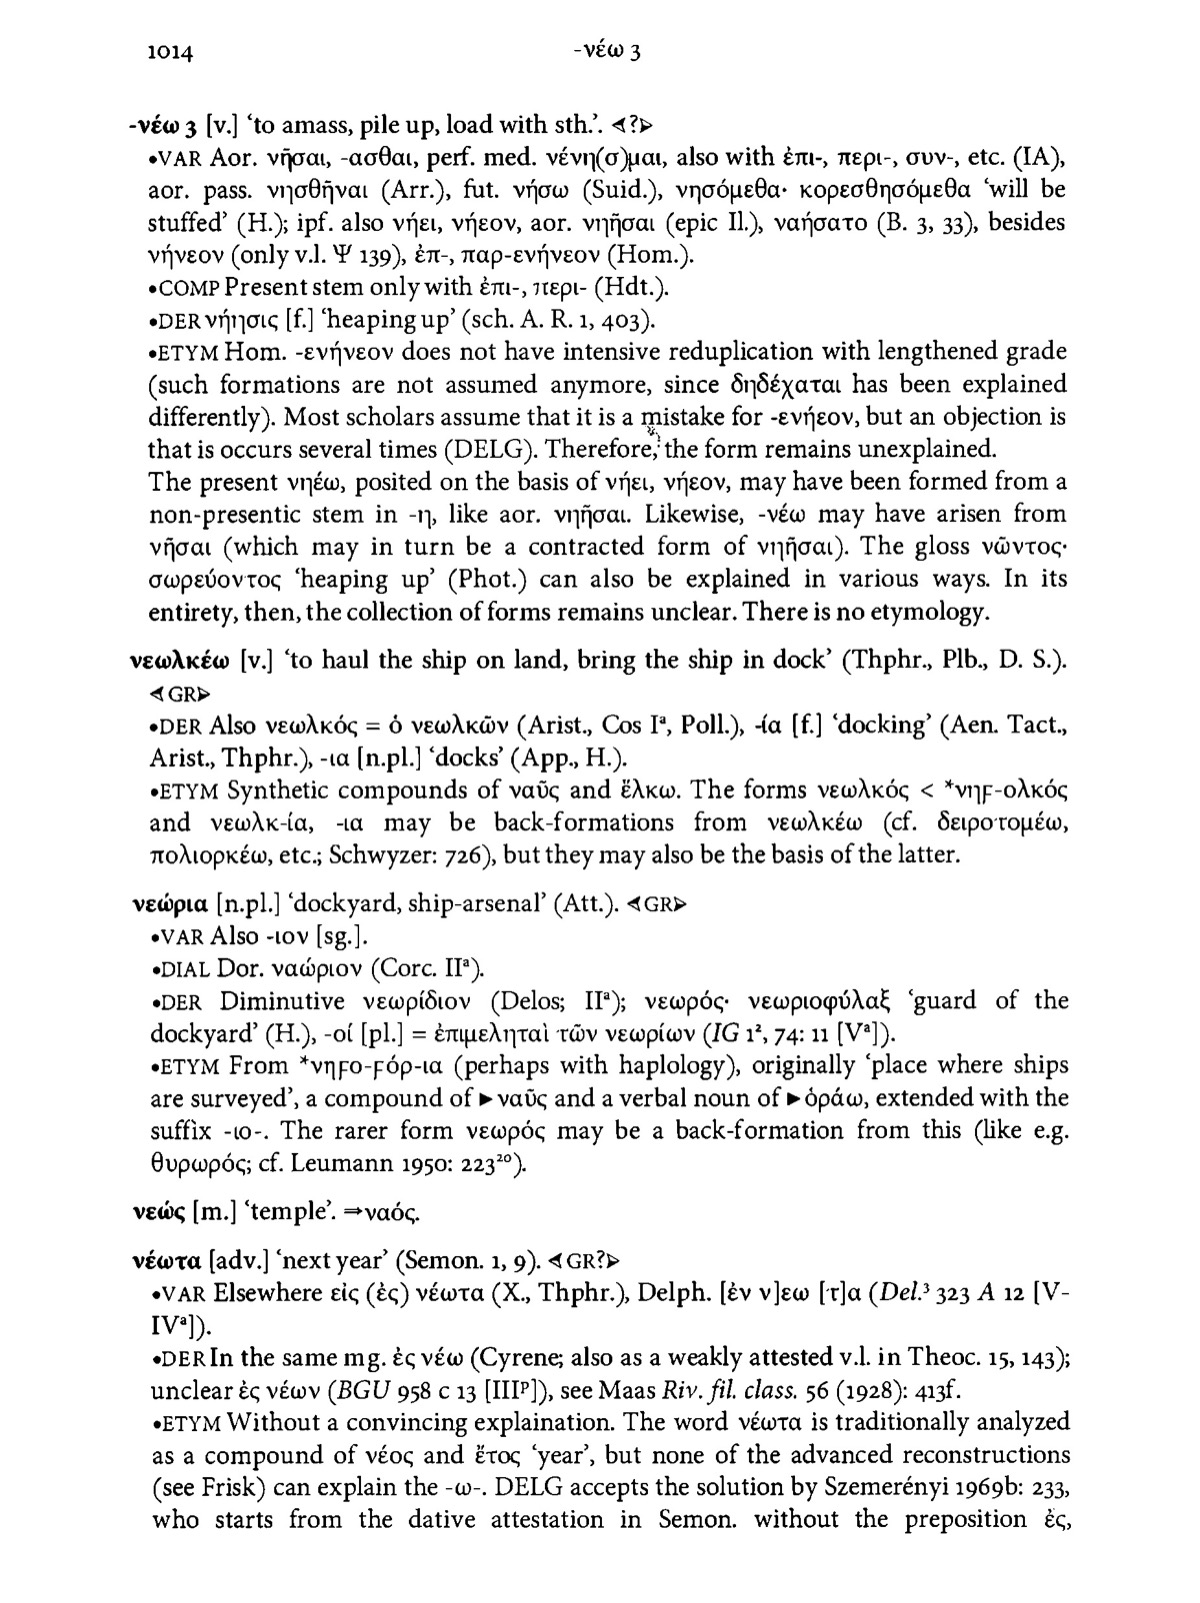 1014 -νέω 3
-νέω 3 [v.] ‘to amass, pile up, load with sth.’. ⋖?⋗
•VAR Aor. νῆσαι, -ασθαι, perf. med. νένη(σ)μαι, also with ἐπι-, περι-, συν-, etc. (IA),
aor. pass. νησθῆναι (Arr.), fut. νήσω (Suid.), νησόμεθα· κορεσθησόμεθα ‘will be
stuffed’ (H.); ipf. also νήει, νήεον, aor. νηῆσαι (epic Il.), ναήσατο (B. 3, 33), besides
νήνεον (only v.l. Ψ 139), ἐπ-, παρ-ενήνεον (Hom.).
•COMP Present stem only with ἐπι-, περι- (Hdt.).
•DER νήησις [f.] ‘heaping up’ (sch. A. R. 1, 403).
•ETYM Hom. -ενήνεον does not have intensive reduplication with lengthened grade
(such formations are not assumed anymore, since δηδέχαται has been explained
differently). Most scholars assume that it is a mistake for -ενήεον, but an objection is
that is occurs several times (DELG). Therefore, the form remains unexplained.
The present νηέω, posited on the basis of νήει, νήεον, may have been formed from a
non-presentic stem in -η, like aor. νηῆσαι. Likewise, -νέω may have arisen from
νῆσαι (which may in turn be a contracted form of νηῆσαι). The gloss νῶντος·
σωρεύοντος ‘heaping up’ (Phot.) can also be explained in various ways. In its
entirety, then, the collection of forms remains unclear. There is no etymology.
νεωλκέω [v.] ‘to haul the ship on land, bring the ship in dock’ (Thphr., Plb., D. S.).
⋖GR⋗
•DER Also νεωλκός = ὁ νεωλκῶν (Arist., Cos Iᵃ, Poll.), -ία [f.] ‘docking’ (Aen. Tact.,
Arist., Thphr.), -ια [n.pl.] ‘docks’ (App., H.).
•ETYM Synthetic compounds of ναῦς and ἕλκω. The forms νεωλκός < *νηϝ-ολκός
and νεωλκ-ία, -ια may be back-formations from νεωλκέω (cf. δειροτομέω,
πολιορκέω, etc.; Schwyzer: 726), but they may also be the basis of the latter.
νεώρια [n.pl.] ‘dockyard, ship-arsenal’ (Att.). ⋖GR⋗
•VAR Also -ιον [sg.].
•DIAL Dor. ναώριον (Corc. IIᵃ).
•DER Diminutive νεωρίδιον (Delos; IIᵃ); νεωρός· νεωριοφύλαξ ‘guard of the
dockyard’ (H.), -οί [pl.] = ἐπιμεληταὶ τῶν νεωρίων (IG 1², 74: 11 [Vᵃ]).
•ETYM From *νηϝο-ϝόρ-ια (perhaps with haplology), originally ‘place where ships
are surveyed’, a compound of ►ναῦς and a verbal noun of ►ὁράω, extended with the
suffix -ιο-. The rarer form νεωρός may be a back-formation from this (like e.g.
θυρωρός; cf. Leumann 1950: 223²⁰).
νεώς [m.] ‘temple’. ⇒ναός.
νέωτα [adv.] ‘next year’ (Semon. 1, 9). ⋖GR?⋗
•VAR Elsewhere εἰς (ἐς) νέωτα (X., Thphr.), Delph. [ἐν ν]εω [τ]α (Del.³ 323 A 12 [V-
IVᵃ]).
•DER In the same mg. ἐς νέω (Cyrene; also as a weakly attested v.l. in Theoc. 15, 143);
unclear ἐς νέων (BGU 958 c 13 [IIIᵖ]), see Maas Riv. fil. class. 56 (1928): 413f.
•ETYM Without a convincing explaination. The word νέωτα is traditionally analyzed
as a compound of νέος and ἔτος ‘year’, but none of the advanced reconstructions
(see Frisk) can explain the -ω-. DELG accepts the solution by Szemerényi 1969b: 233,
who starts from the dative attestation in Semon. without the preposition ἐς,